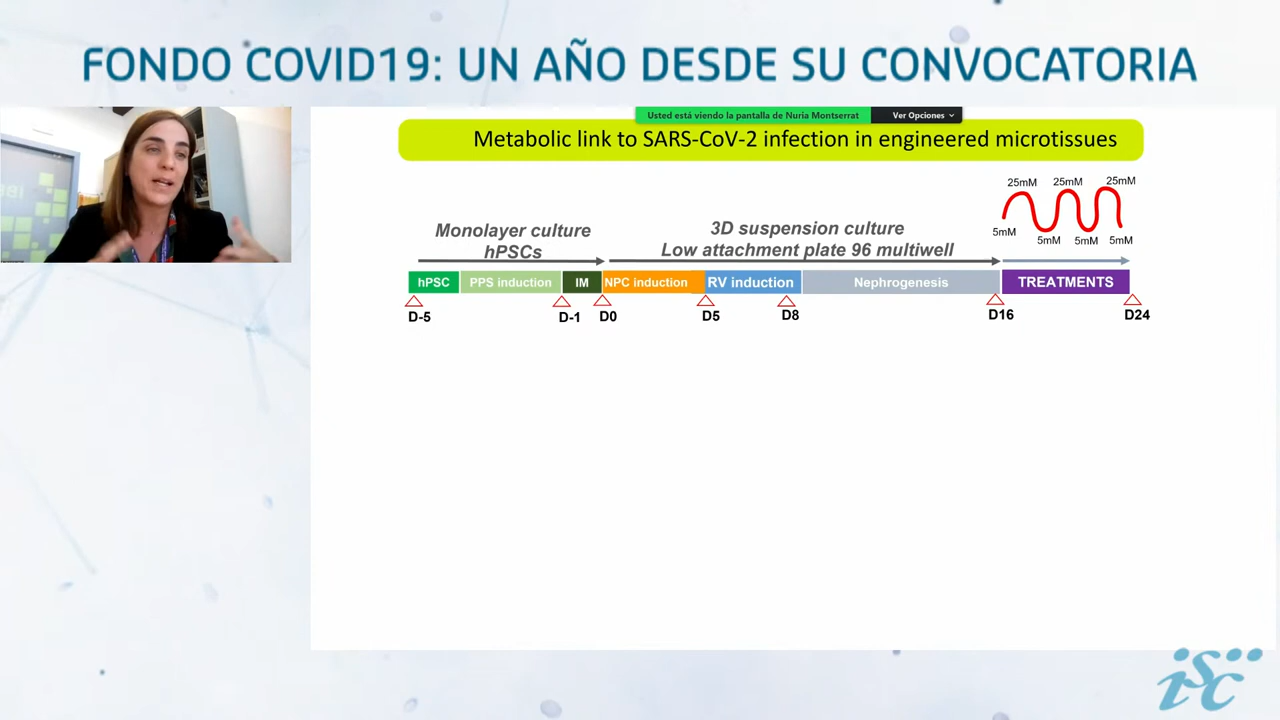 FONDO COVID19: UN AÑO DESDE SU CONVOCATORIA
Usted está viendo la pantalla de Nuria Montserrat
Ver Opciones
Metabolic link to SARS-CoV-2 infection in engineered microtissues
25mM 25mM 25mM
5mM 5mM 5mM 5mM
Monolayer culture
hPSCs
3D suspension culture
Low attachment plate 96 multiwell
hPSC PPS induction IM NPC induction RV induction Nephrogenesis TREATMENTS
D-5 D-1 D0 D5 D8 D16 D24
isciii